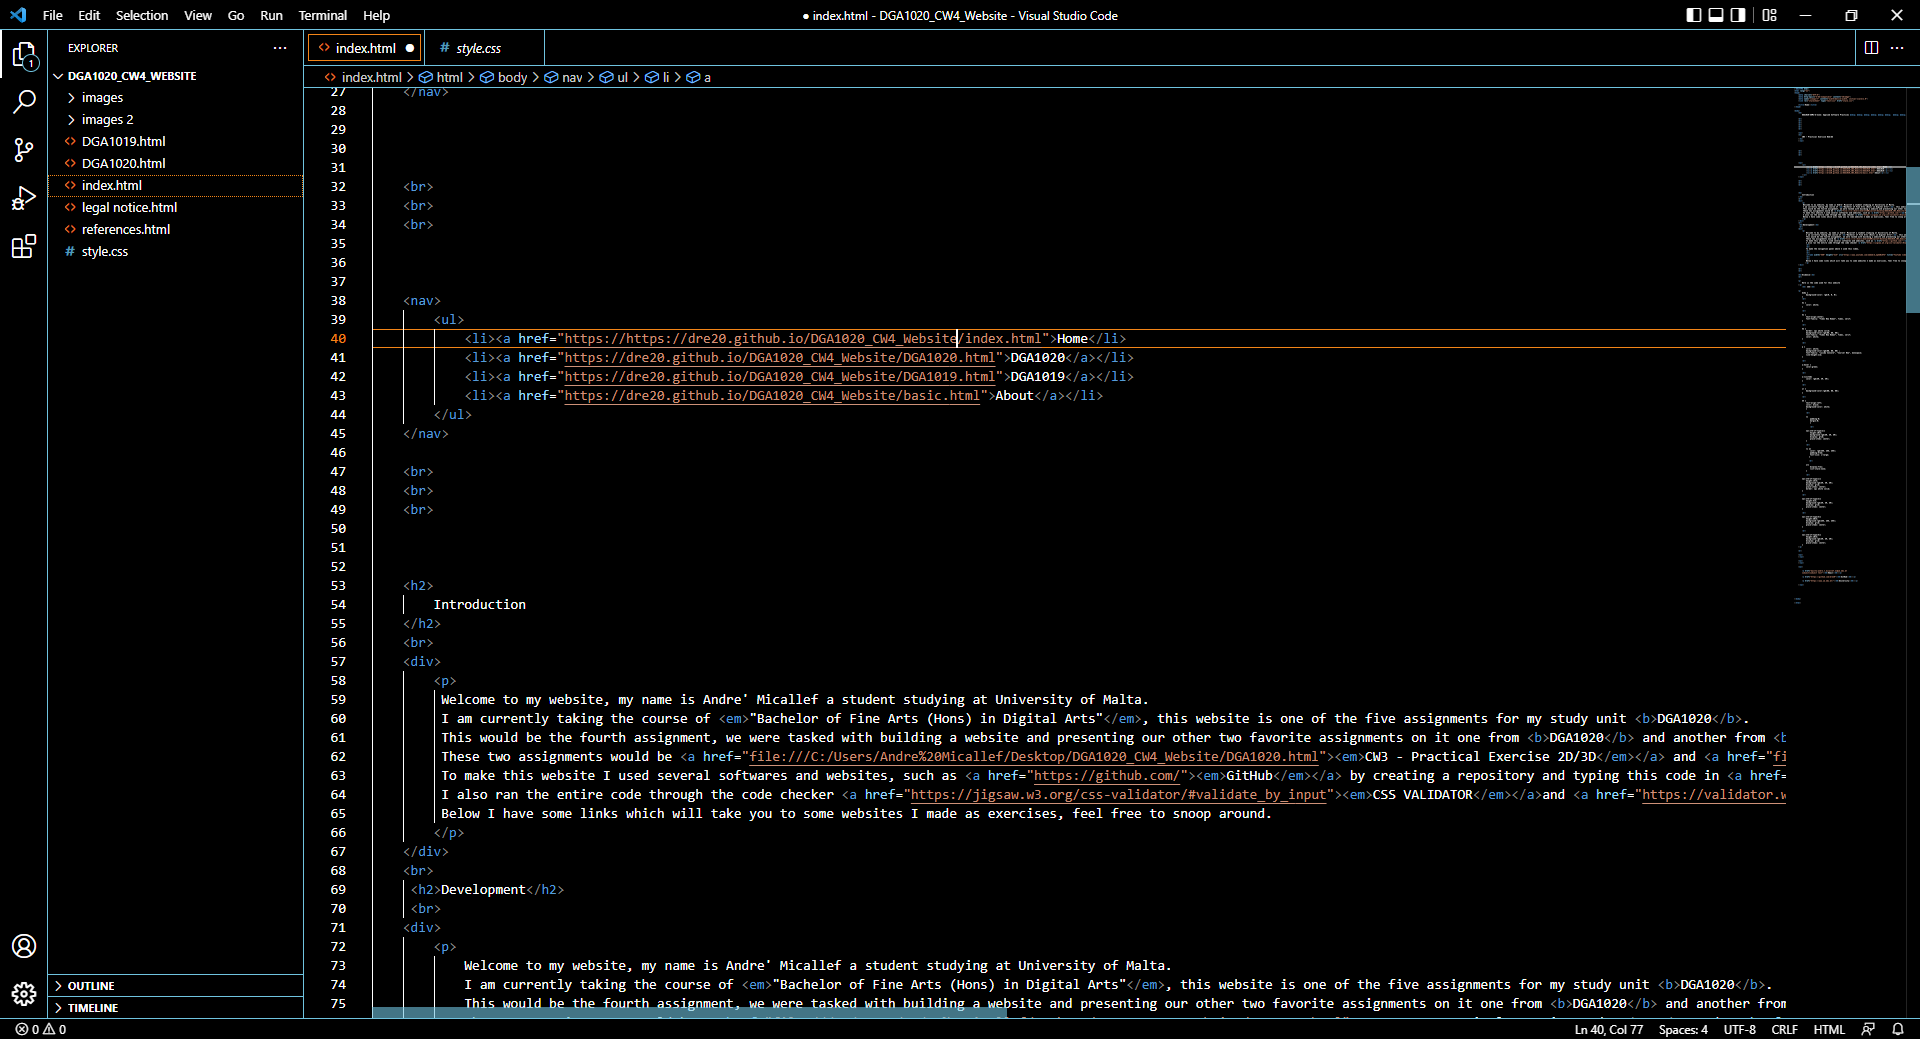 File Edit Selection View Go Run Terminal Help
● index.html - DGA1020_CW4_Website - Visual Studio Code
EXPLORER
DGA1020_CW4_WEBSITE
images
images 2
DGA1019.html
DGA1020.html
index.html
legal notice.html
references.html
style.css
OUTLINE
TIMELINE
1
index.html ●
# style.css
index.html > html > body > nav > ul > li > a
27 </nav>
28
29
30
31
32 <br>
33 <br>
34 <br>
35
36
37
38 <nav>
39 <ul>
40 <li><a href="https://https://dre20.github.io/DGA1020_CW4_Website/index.html">Home</li>
41 <li><a href="https://dre20.github.io/DGA1020_CW4_Website/DGA1020.html">DGA1020</a></li>
42 <li><a href="https://dre20.github.io/DGA1020_CW4_Website/DGA1019.html">DGA1019</a></li>
43 <li><a href="https://dre20.github.io/DGA1020_CW4_Website/basic.html">About</a></li>
44 </ul>
45 </nav>
46
47 <br>
48 <br>
49 <br>
50
51
52
53 <h2>
54 Introduction
55 </h2>
56 <br>
57 <div>
58 <p>
59 Welcome to my website, my name is Andre' Micallef a student studying at University of Malta.
60 I am currently taking the course of <em>"Bachelor of Fine Arts (Hons) in Digital Arts"</em>, this website is one of the five assignments for my study unit <b>DGA1020</b>.
61 This would be the fourth assignment, we were tasked with building a website and presenting our other two favorite assignments on it one from <b>DGA1020</b> and another from <b
62 These two assignments would be <a href="file:///C:/Users/Andre%20Micallef/Desktop/DGA1020_CW4_Website/DGA1020.html"><em>CW3 - Practical Exercise 2D/3D</em></a> and <a href="fi
63 To make this website I used several softwares and websites, such as <a href="https://github.com/"><em>GitHub</em></a> by creating a repository and typing this code in <a href=
64 I also ran the entire code through the code checker <a href="https://jigsaw.w3.org/css-validator/#validate_by_input"><em>CSS VALIDATOR</em></a>and <a href="https://validator.w
65 Below I have some links which will take you to some websites I made as exercises, feel free to snoop around.
66 </p>
67 </div>
68 <br>
69 <h2>Development</h2>
70 <br>
71 <div>
72 <p>
73 Welcome to my website, my name is Andre' Micallef a student studying at University of Malta.
74 I am currently taking the course of <em>"Bachelor of Fine Arts (Hons) in Digital Arts"</em>, this website is one of the five assignments for my study unit <b>DGA1020</b>.
75 This would be the fourth assignment, we were tasked with building a website and presenting our other two favorite assignments on it one from <b>DGA1020</b> and another from
0 0
Ln 40, Col 77 Spaces: 4 UTF-8 CRLF HTML